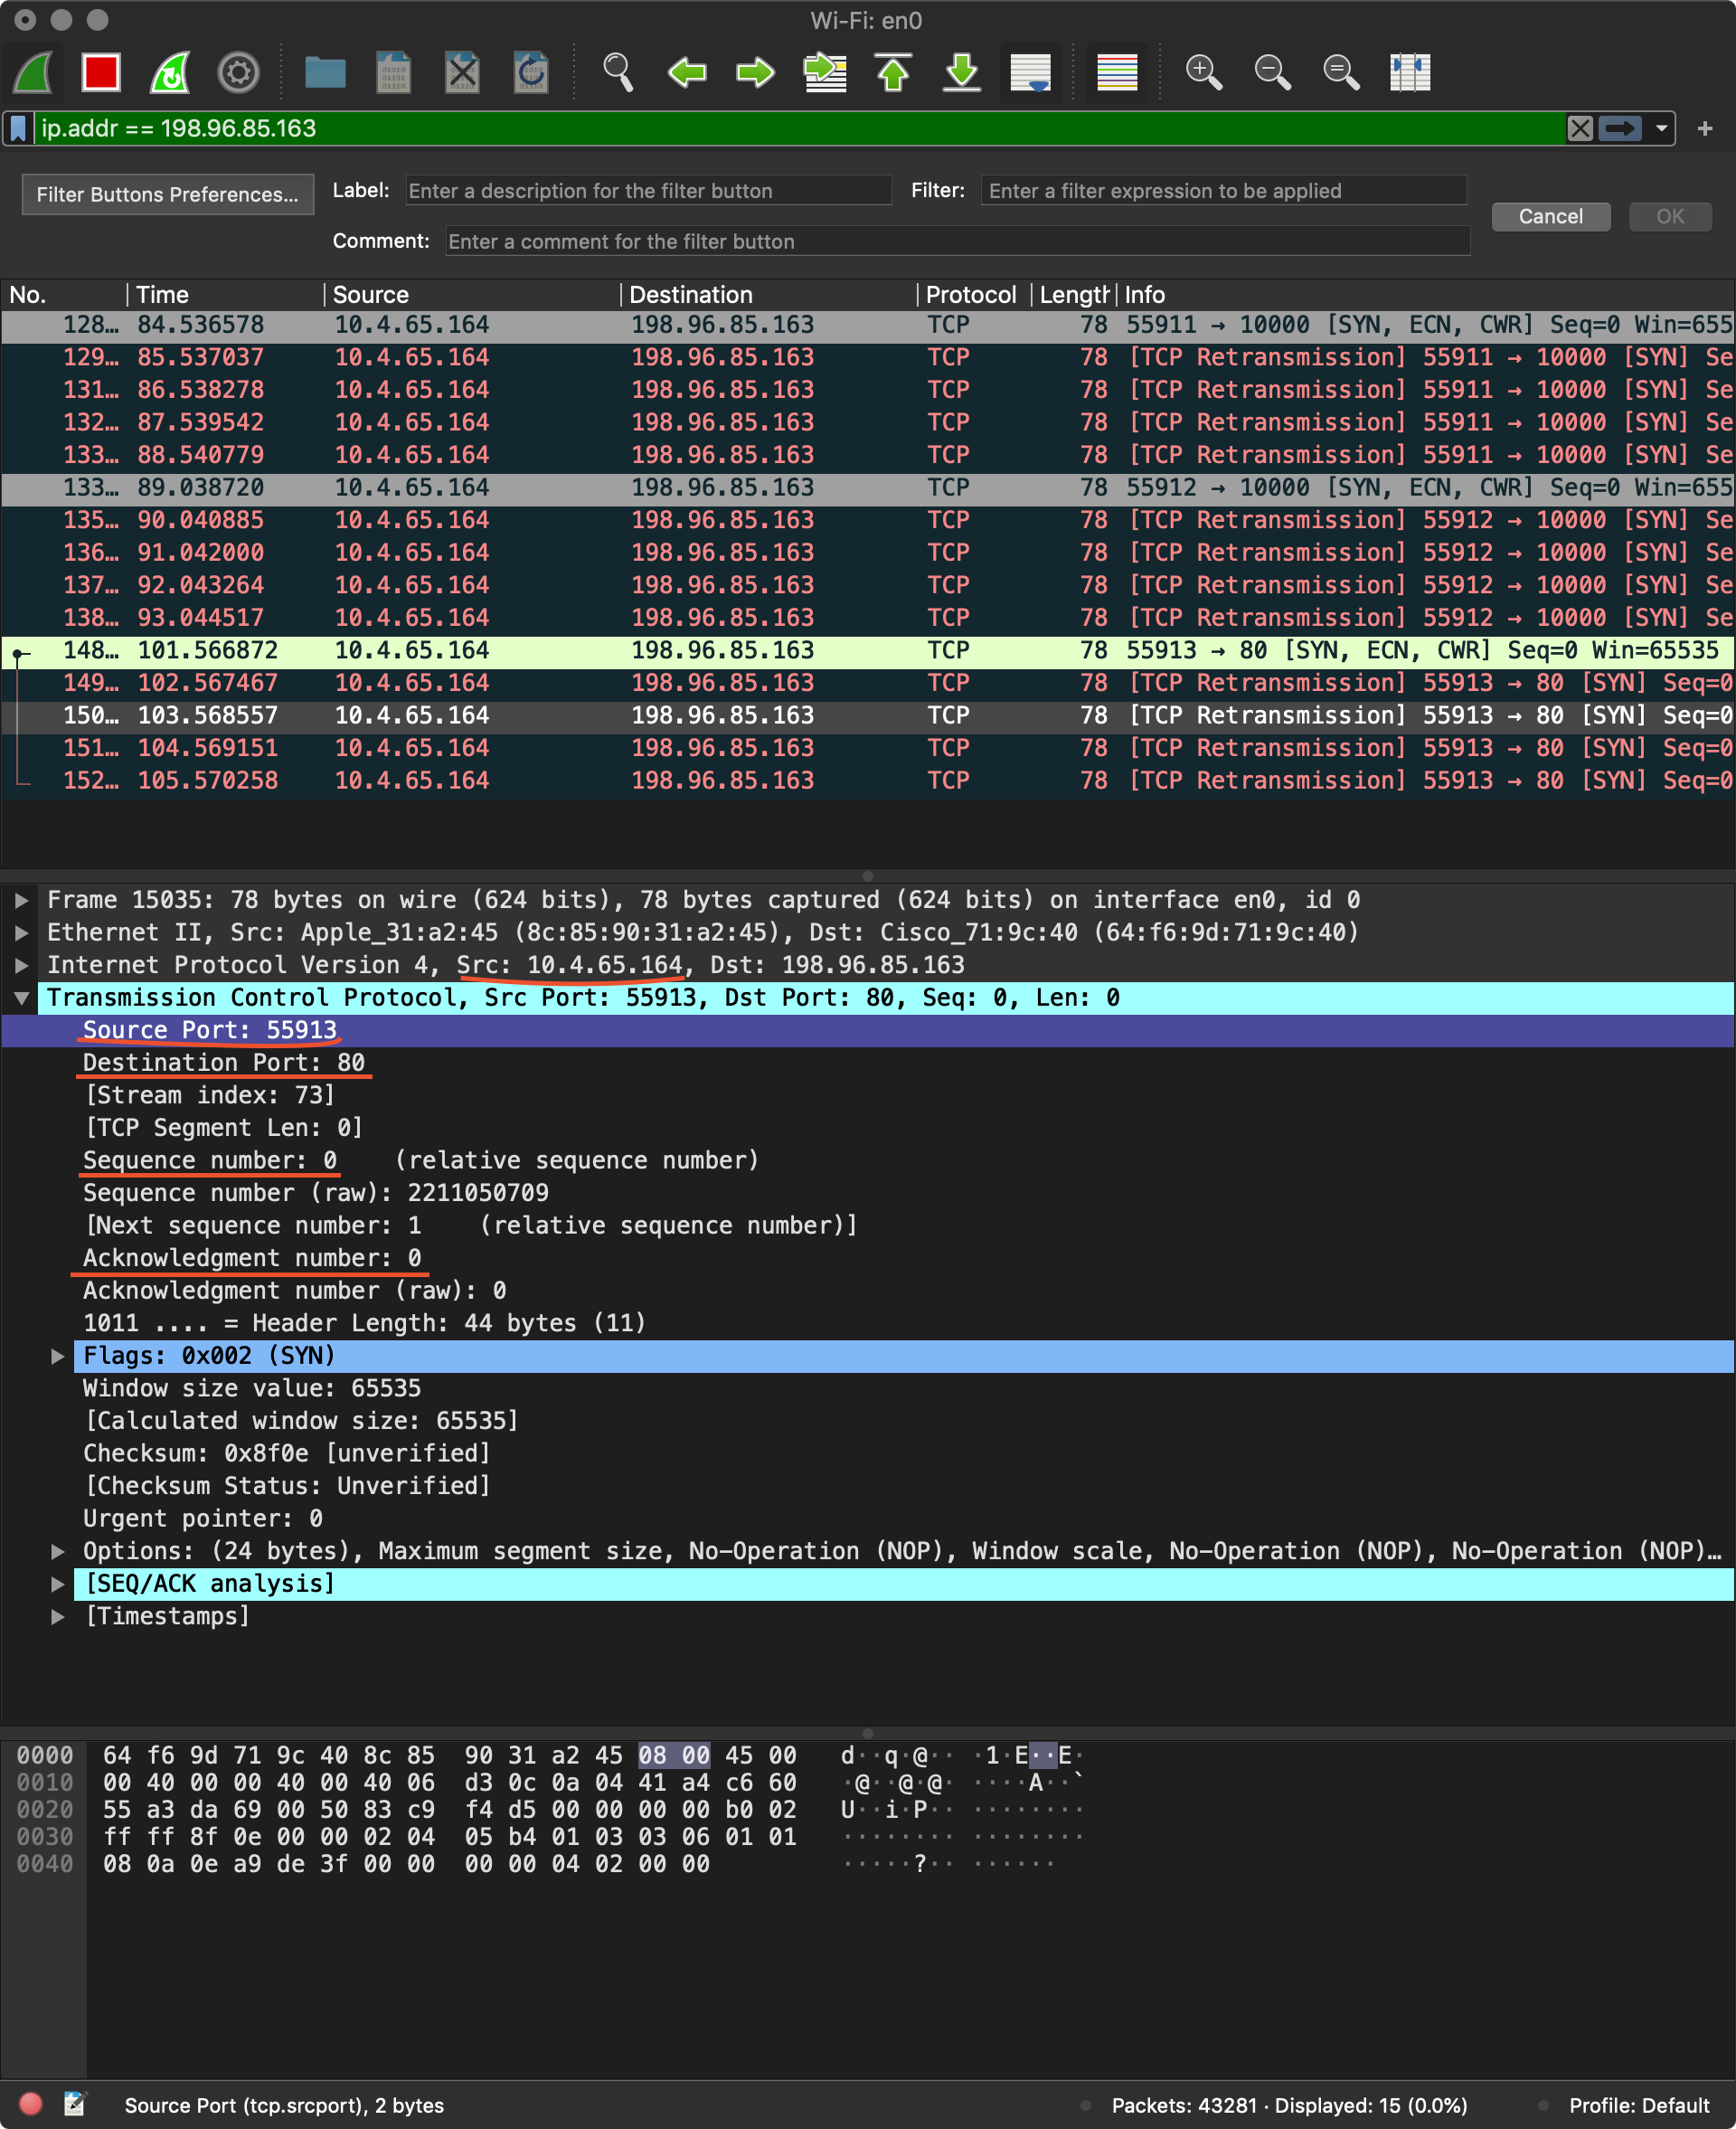 Wi-Fi: en0
ip.addr == 198.96.85.163
Filter Buttons Preferences... Label: Enter a description for the filter button Filter: Enter a filter expression to be applied
Cancel OK
Comment: Enter a comment for the filter button
No. Time Source Destination Protocol Length Info
128… 84.536578 10.4.65.164 198.96.85.163 TCP 78 55911 → 10000 [SYN, ECN, CWR] Seq=0 Win=655
129… 85.537037 10.4.65.164 198.96.85.163 TCP 78 [TCP Retransmission] 55911 → 10000 [SYN] Se
131… 86.538278 10.4.65.164 198.96.85.163 TCP 78 [TCP Retransmission] 55911 → 10000 [SYN] Se
132… 87.539542 10.4.65.164 198.96.85.163 TCP 78 [TCP Retransmission] 55911 → 10000 [SYN] Se
133… 88.540779 10.4.65.164 198.96.85.163 TCP 78 [TCP Retransmission] 55911 → 10000 [SYN] Se
133… 89.038720 10.4.65.164 198.96.85.163 TCP 78 55912 → 10000 [SYN, ECN, CWR] Seq=0 Win=655
135… 90.040885 10.4.65.164 198.96.85.163 TCP 78 [TCP Retransmission] 55912 → 10000 [SYN] Se
136… 91.042000 10.4.65.164 198.96.85.163 TCP 78 [TCP Retransmission] 55912 → 10000 [SYN] Se
137… 92.043264 10.4.65.164 198.96.85.163 TCP 78 [TCP Retransmission] 55912 → 10000 [SYN] Se
138… 93.044517 10.4.65.164 198.96.85.163 TCP 78 [TCP Retransmission] 55912 → 10000 [SYN] Se
148… 101.566872 10.4.65.164 198.96.85.163 TCP 78 55913 → 80 [SYN, ECN, CWR] Seq=0 Win=65535
149… 102.567467 10.4.65.164 198.96.85.163 TCP 78 [TCP Retransmission] 55913 → 80 [SYN] Seq=0
150… 103.568557 10.4.65.164 198.96.85.163 TCP 78 [TCP Retransmission] 55913 → 80 [SYN] Seq=0
151… 104.569151 10.4.65.164 198.96.85.163 TCP 78 [TCP Retransmission] 55913 → 80 [SYN] Seq=0
152… 105.570258 10.4.65.164 198.96.85.163 TCP 78 [TCP Retransmission] 55913 → 80 [SYN] Seq=0
Frame 15035: 78 bytes on wire (624 bits), 78 bytes captured (624 bits) on interface en0, id 0
Ethernet II, Src: Apple_31:a2:45 (8c:85:90:31:a2:45), Dst: Cisco_71:9c:40 (64:f6:9d:71:9c:40)
Internet Protocol Version 4, Src: 10.4.65.164, Dst: 198.96.85.163
Transmission Control Protocol, Src Port: 55913, Dst Port: 80, Seq: 0, Len: 0
Source Port: 55913
Destination Port: 80
[Stream index: 73]
[TCP Segment Len: 0]
Sequence number: 0    (relative sequence number)
Sequence number (raw): 2211050709
[Next sequence number: 1    (relative sequence number)]
Acknowledgment number: 0
Acknowledgment number (raw): 0
1011 .... = Header Length: 44 bytes (11)
Flags: 0x002 (SYN)
Window size value: 65535
[Calculated window size: 65535]
Checksum: 0x8f0e [unverified]
[Checksum Status: Unverified]
Urgent pointer: 0
Options: (24 bytes), Maximum segment size, No-Operation (NOP), Window scale, No-Operation (NOP), No-Operation (NOP)…
[SEQ/ACK analysis]
[Timestamps]
0000 64 f6 9d 71 9c 40 8c 85 90 31 a2 45 08 00 45 00 d··q@·· ·1·E··E·
0010 00 40 00 00 40 00 40 06 d3 0c 0a 04 41 a4 c6 60 ·@··@·@· ····A··`
0020 55 a3 da 69 00 50 83 c9 f4 d5 00 00 00 00 b0 02 U··i·P·· ········
0030 ff ff 8f 0e 00 00 02 04 05 b4 01 03 03 06 01 01 ········ ········
0040 08 0a 0e a9 de 3f 00 00 00 00 04 02 00 00 ·····?·· ······
Source Port (tcp.srcport), 2 bytes Packets: 43281 · Displayed: 15 (0.0%) Profile: Default